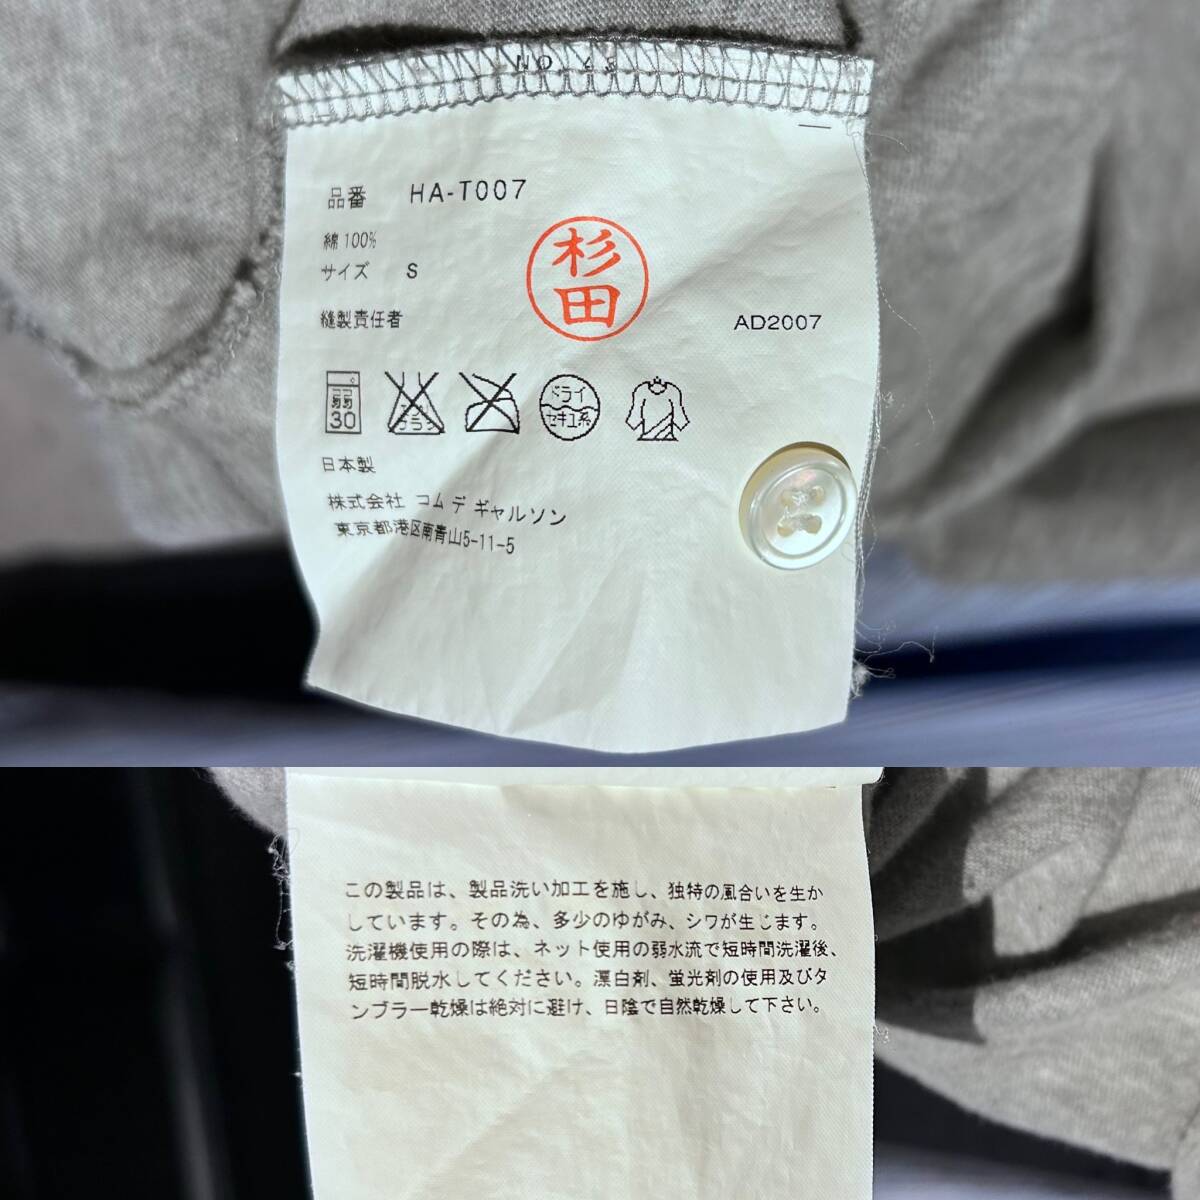 品番 HA-T007
綿 100%
サイズ S
縫製責任者
杉田
AD2007
弱
30
ドライ
セキユ系
日本製
株式会社 コム デ ギャルソン
東京都港区南青山5-11-5
この製品は、製品洗い加工を施し、独特の風合いを生か
しています。その為、多少のゆがみ、シワが生じます。
洗濯機使用の際は、ネット使用の弱水流で短時間洗濯後、
短時間脱水してください。漂白剤、蛍光剤の使用及びタ
ンブラー乾燥は絶対に避け、日陰で自然乾燥して下さい。